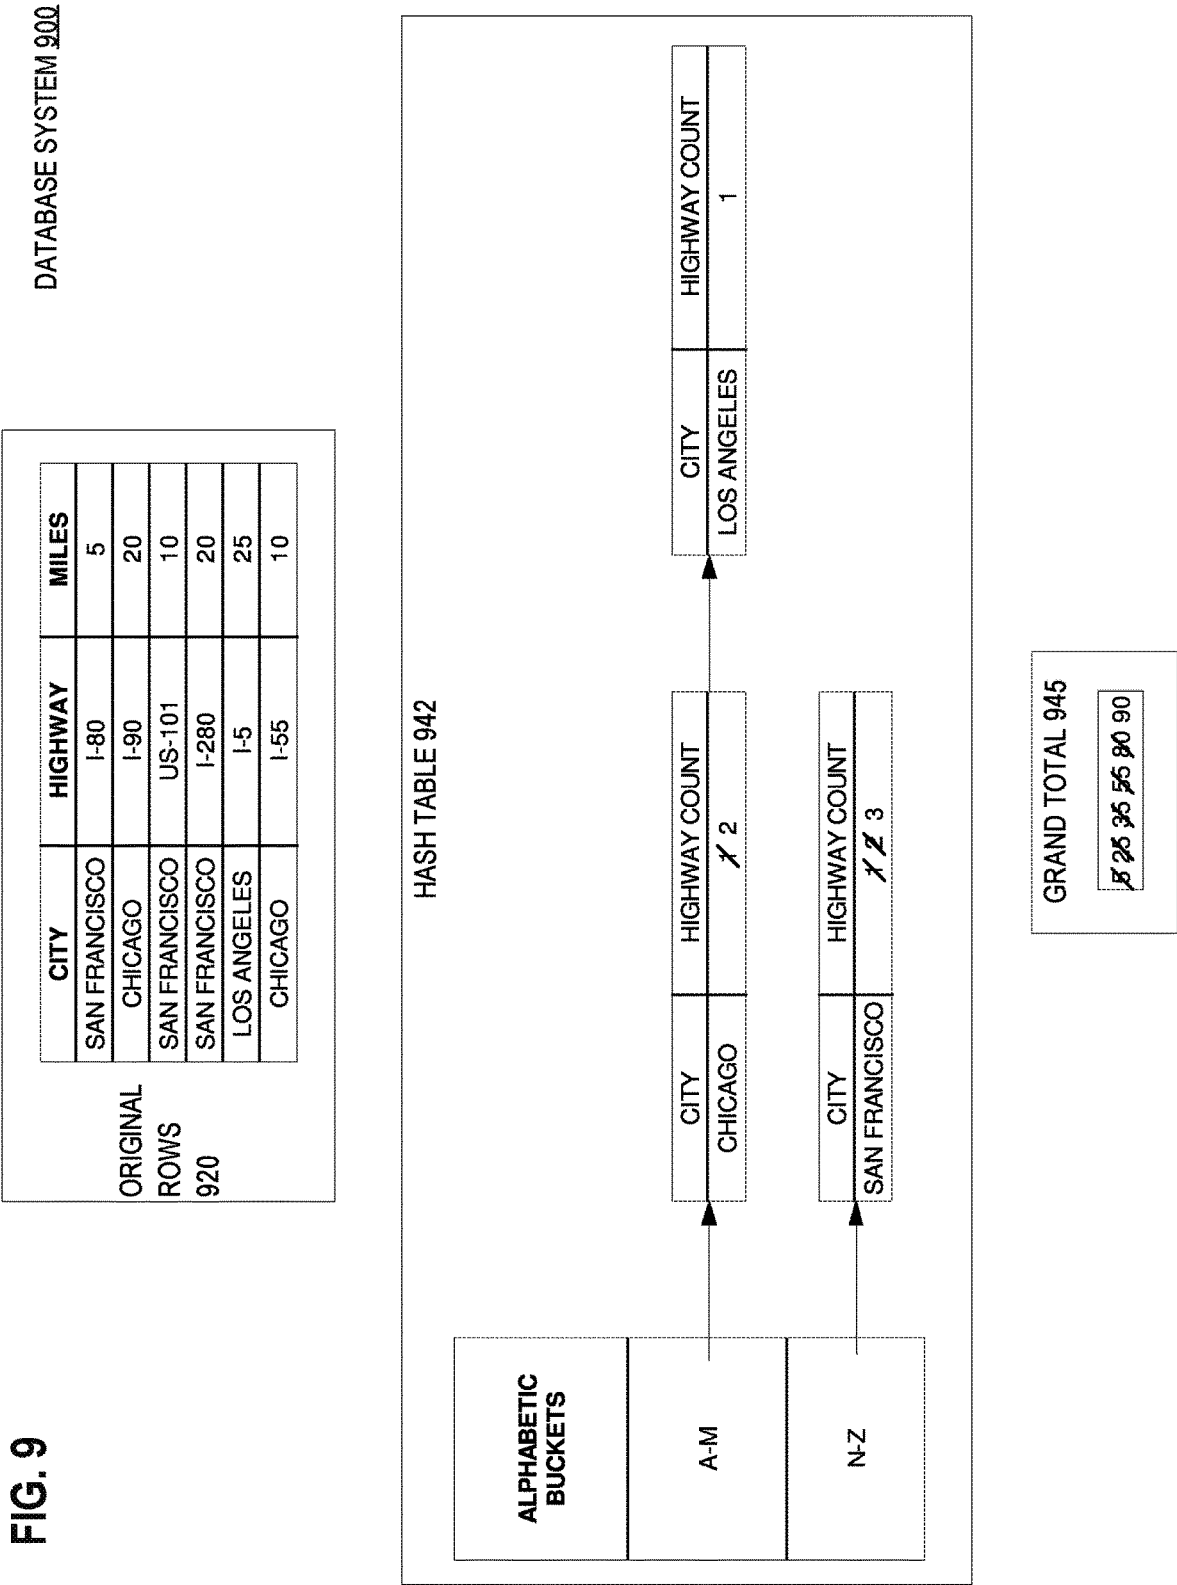 FIG. 9
DATABASE SYSTEM 900
ORIGINAL
ROWS
920
CITY HIGHWAY MILES
SAN FRANCISCO I-80 5
CHICAGO I-90 20
SAN FRANCISCO US-101 10
SAN FRANCISCO I-280 20
LOS ANGELES I-5 25
CHICAGO I-55 10
HASH TABLE 942
ALPHABETIC
BUCKETS
A-M
CITY HIGHWAY COUNT
CHICAGO 1 2
CITY HIGHWAY COUNT
LOS ANGELES 1
N-Z
CITY HIGHWAY COUNT
SAN FRANCISCO 1 2 3
GRAND TOTAL 945
5 25 35 55 80 90